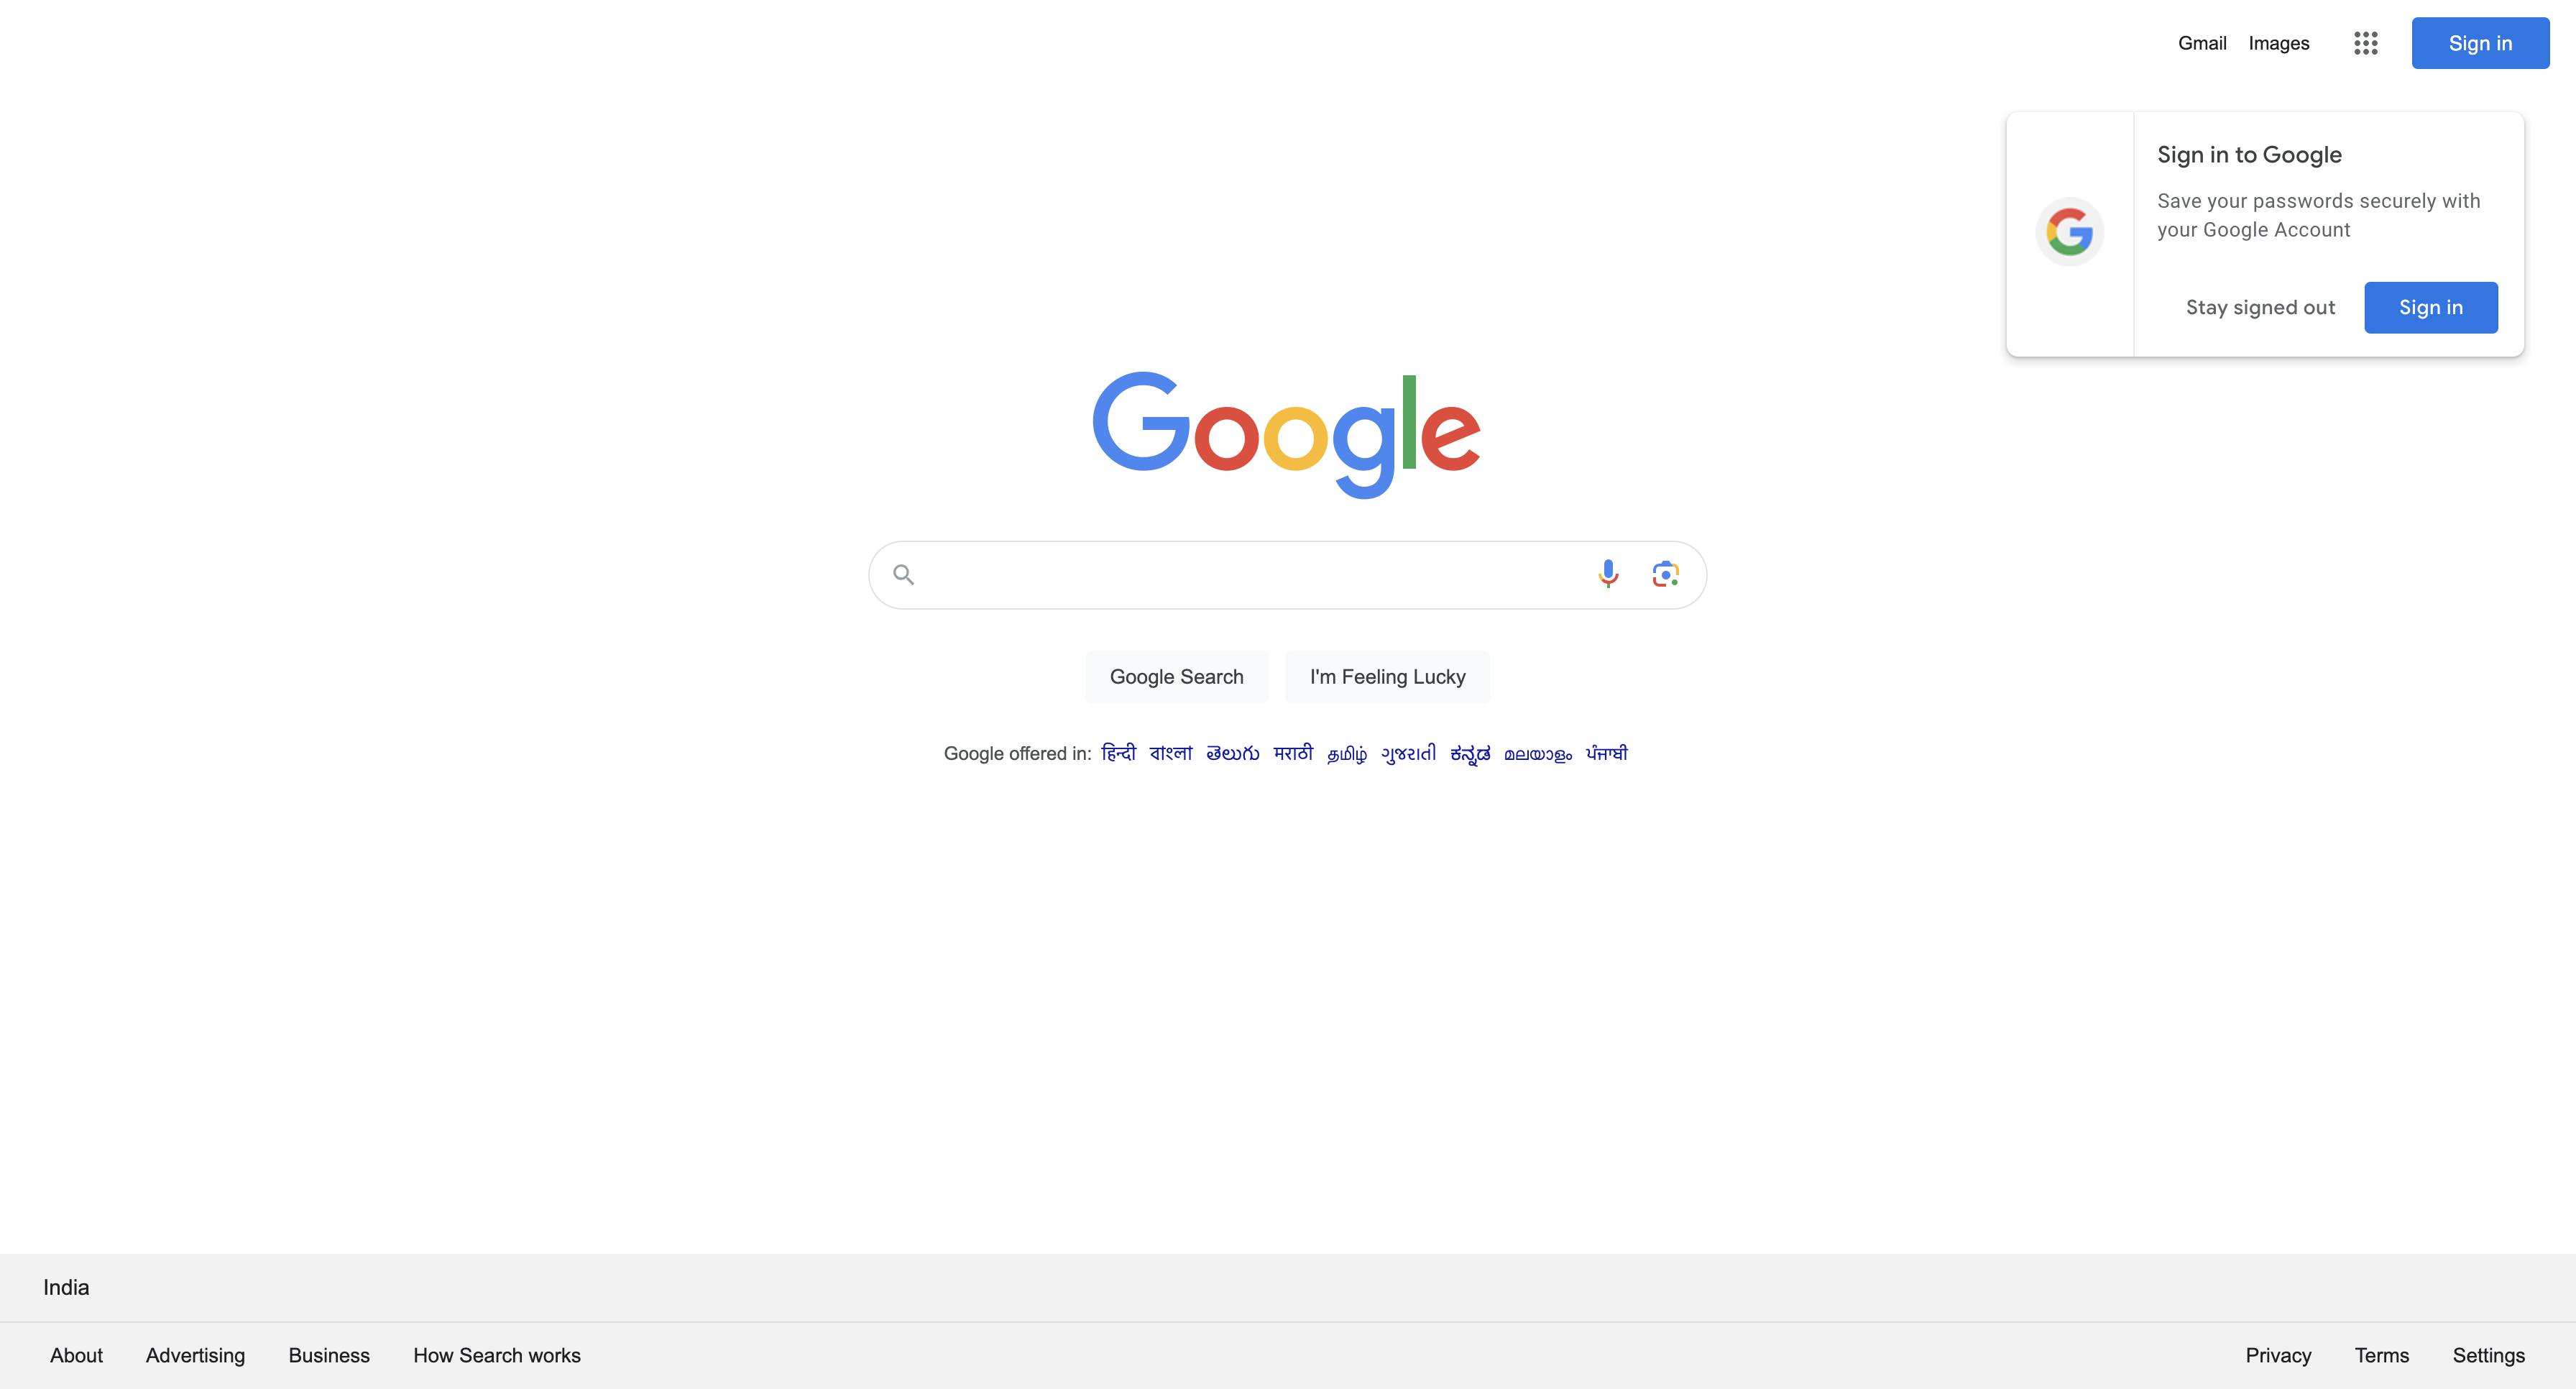 Gmail Images Sign in
Sign in to Google
Save your passwords securely with
your Google Account
Stay signed out Sign in
Google
Google Search I'm Feeling Lucky
Google offered in: हिन्दी বাংলা తెలుగు मराठी தமிழ் ગુજરાતી ಕನ್ನಡ മലയാളം ਪੰਜਾਬੀ
India
About Advertising Business How Search works Privacy Terms Settings